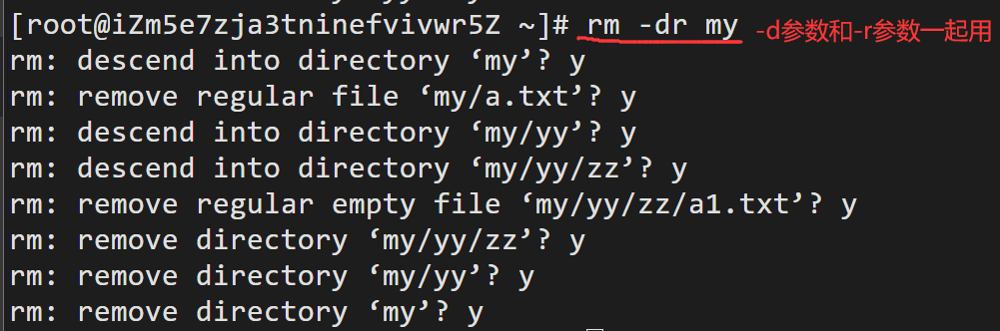 [root@iZm5e7zja3tninefvivwr5Z ~]# rm -dr my -d参数和-r参数一起用
rm: descend into directory ‘my’? y
rm: remove regular file ‘my/a.txt’? y
rm: descend into directory ‘my/yy’? y
rm: descend into directory ‘my/yy/zz’? y
rm: remove regular empty file ‘my/yy/zz/a1.txt’? y
rm: remove directory ‘my/yy/zz’? y
rm: remove directory ‘my/yy’? y
rm: remove directory ‘my’? y